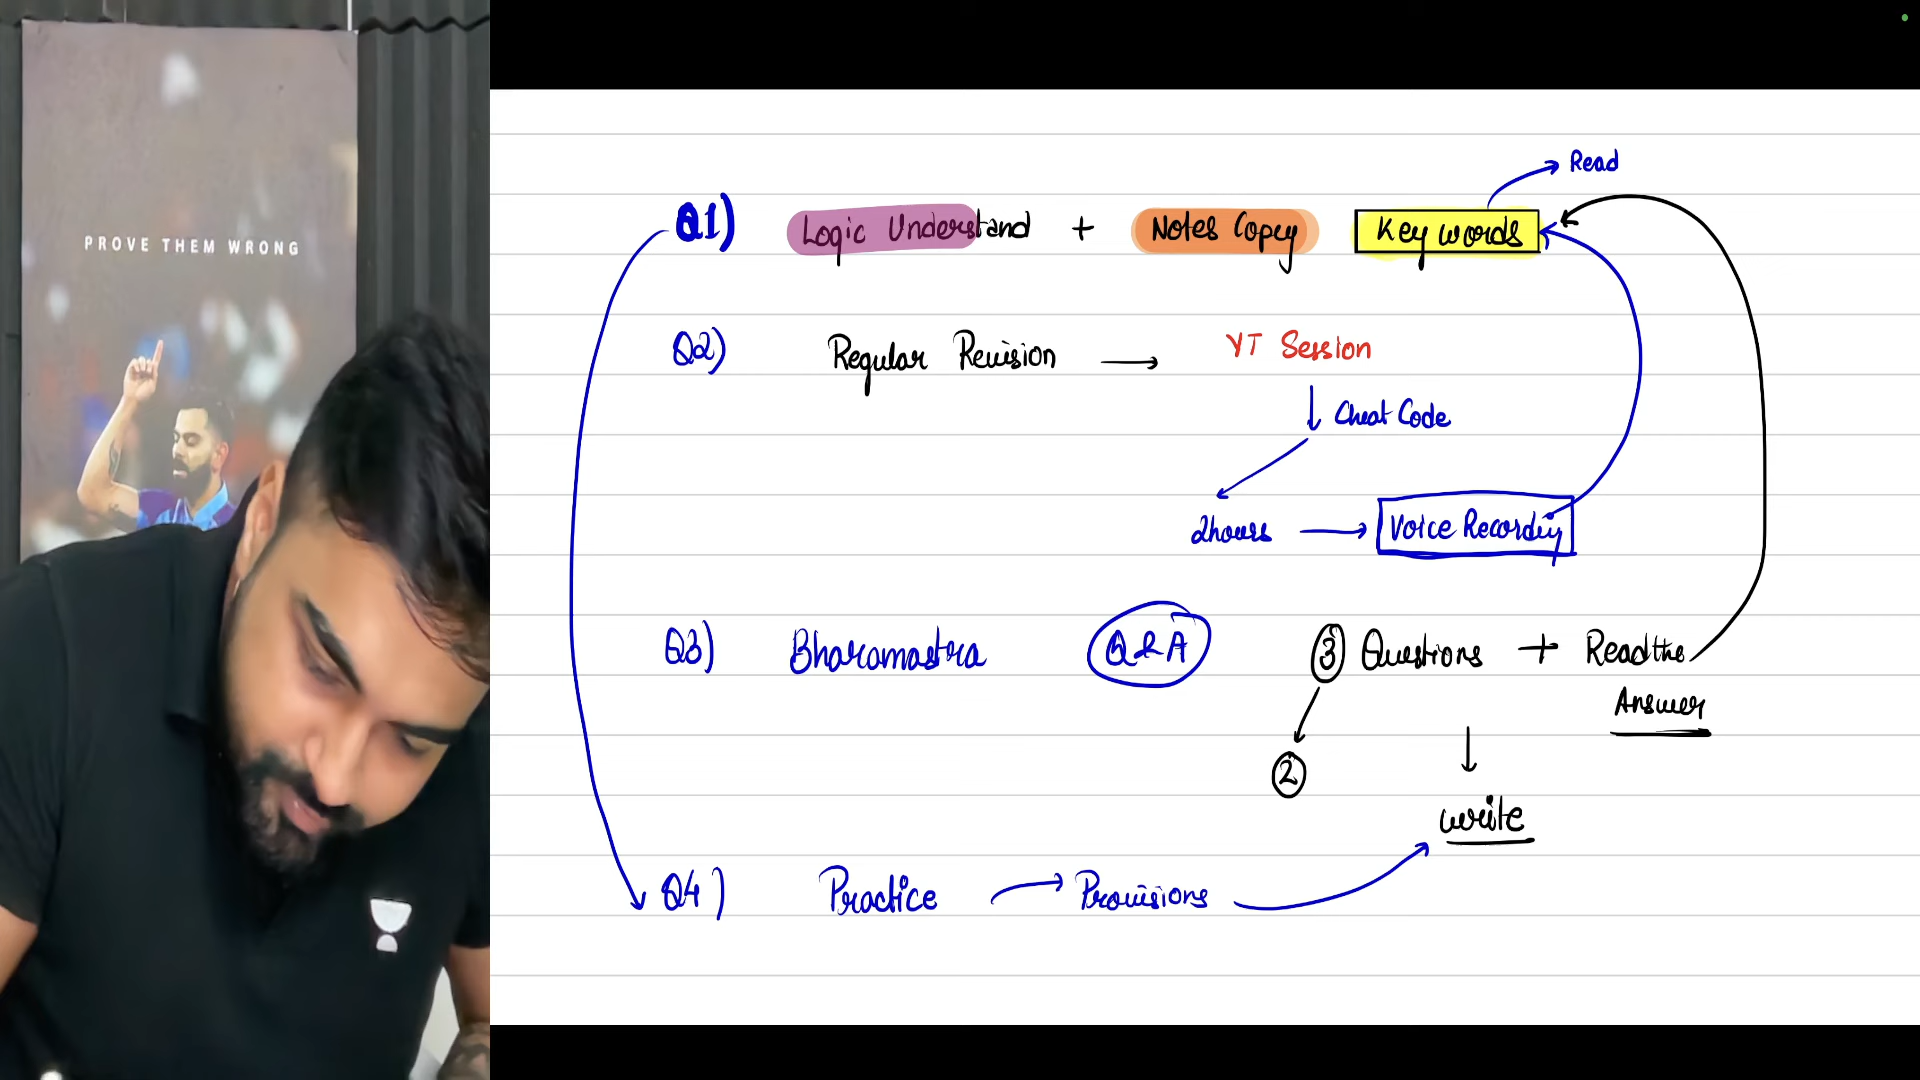 PROVE THEM WRONG
Read
Q1) Logic Understand + Notes Copy Key words
Q2) Regular Revision → YT Session
↓ Cheat Code
2hours → Voice Recording
Q3) Bharamastra Q&A 3 Questions + Read the
Answer
2
↓
write
Q4) Practice → Provisions